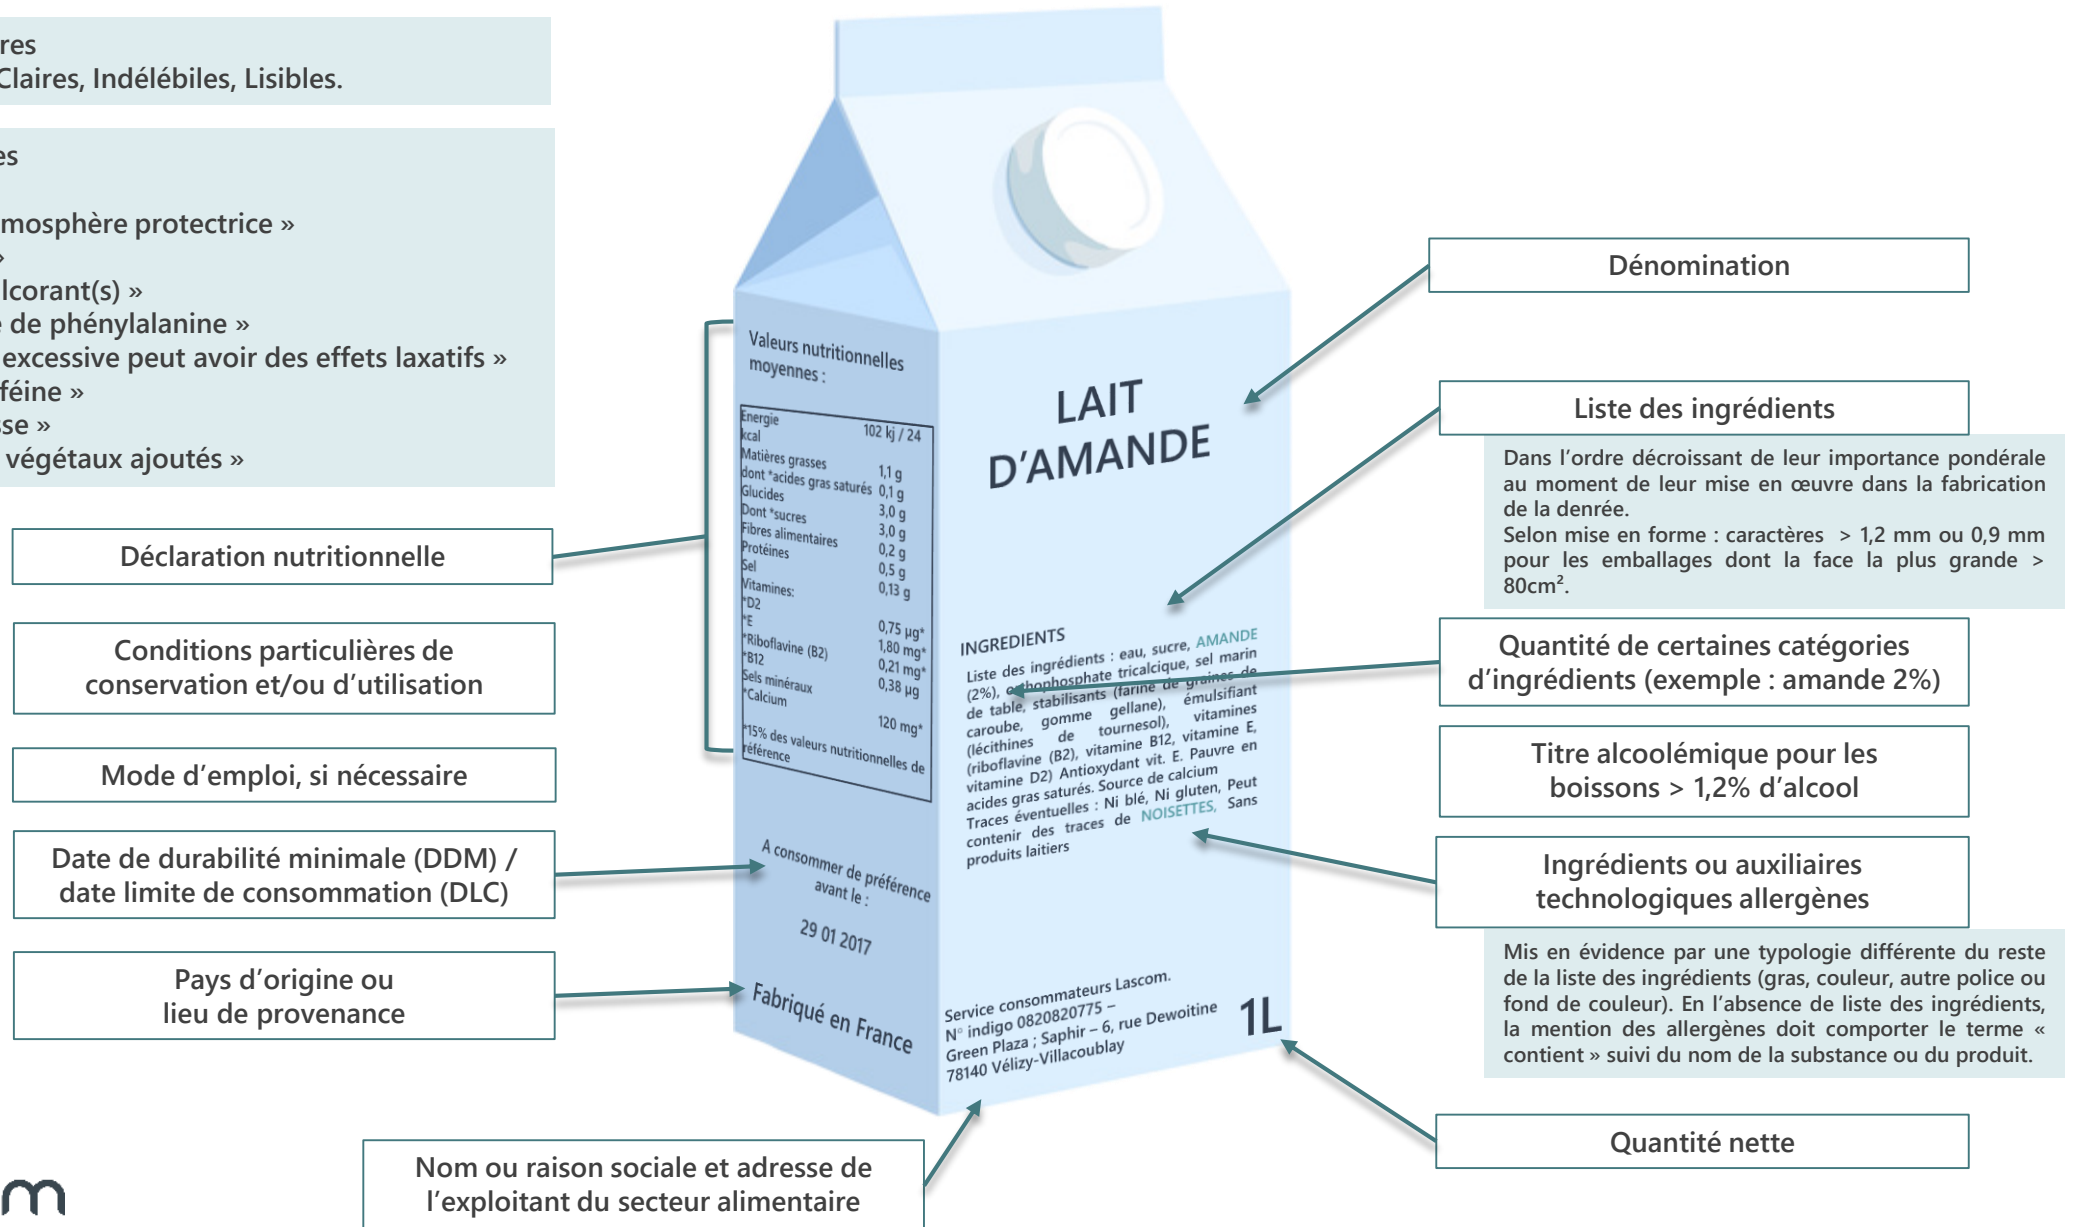 res
Claires, Indélébiles, Lisibles.
es
mosphère protectrice »
»
lcorant(s) »
e de phénylalanine »
excessive peut avoir des effets laxatifs »
féine »
sse »
végétaux ajoutés »
Déclaration nutritionnelle
Conditions particulières de
conservation et/ou d’utilisation
Mode d’emploi, si nécessaire
Date de durabilité minimale (DDM) /
date limite de consommation (DLC)
Pays d’origine ou
lieu de provenance
Nom ou raison sociale et adresse de
l’exploitant du secteur alimentaire
m
Valeurs nutritionnelles
moyennes :
Energie 102 kj / 24
kcal
Matières grasses 1,1 g
dont *acides gras saturés 0,1 g
Glucides 3,0 g
Dont *sucres 3,0 g
Fibres alimentaires 0,2 g
Protéines 0,5 g
Sel 0,13 g
Vitamines:
*D2 0,75 µg*
*E 1,80 mg*
*Riboflavine (B2) 0,21 mg*
*B12 0,38 µg
Sels minéraux
*Calcium 120 mg*
*15% des valeurs nutritionnelles de
référence
A consommer de préférence
avant le :
29 01 2017
Fabriqué en France
LAIT
D’AMANDE
INGREDIENTS
Liste des ingrédients : eau, sucre, AMANDE
(2%), orthophosphate tricalcique, sel marin
de table, stabilisants (farine de graines de
caroube, gomme gellane), émulsifiant
(lécithines de tournesol), vitamines
(riboflavine (B2), vitamine B12, vitamine E,
vitamine D2) Antioxydant vit. E. Pauvre en
acides gras saturés. Source de calcium
Traces éventuelles : Ni blé, Ni gluten, Peut
contenir des traces de NOISETTES, Sans
produits laitiers
Service consommateurs Lascom.
N° indigo 0820820775 –
Green Plaza ; Saphir – 6, rue Dewoitine
78140 Vélizy-Villacoublay
1L
Dénomination
Liste des ingrédients
Dans l’ordre décroissant de leur importance pondérale
au moment de leur mise en œuvre dans la fabrication
de la denrée.
Selon mise en forme : caractères > 1,2 mm ou 0,9 mm
pour les emballages dont la face la plus grande >
80cm².
Quantité de certaines catégories
d’ingrédients (exemple : amande 2%)
Titre alcoolémique pour les
boissons > 1,2% d’alcool
Ingrédients ou auxiliaires
technologiques allergènes
Mis en évidence par une typologie différente du reste
de la liste des ingrédients (gras, couleur, autre police ou
fond de couleur). En l’absence de liste des ingrédients,
la mention des allergènes doit comporter le terme «
contient » suivi du nom de la substance ou du produit.
Quantité nette